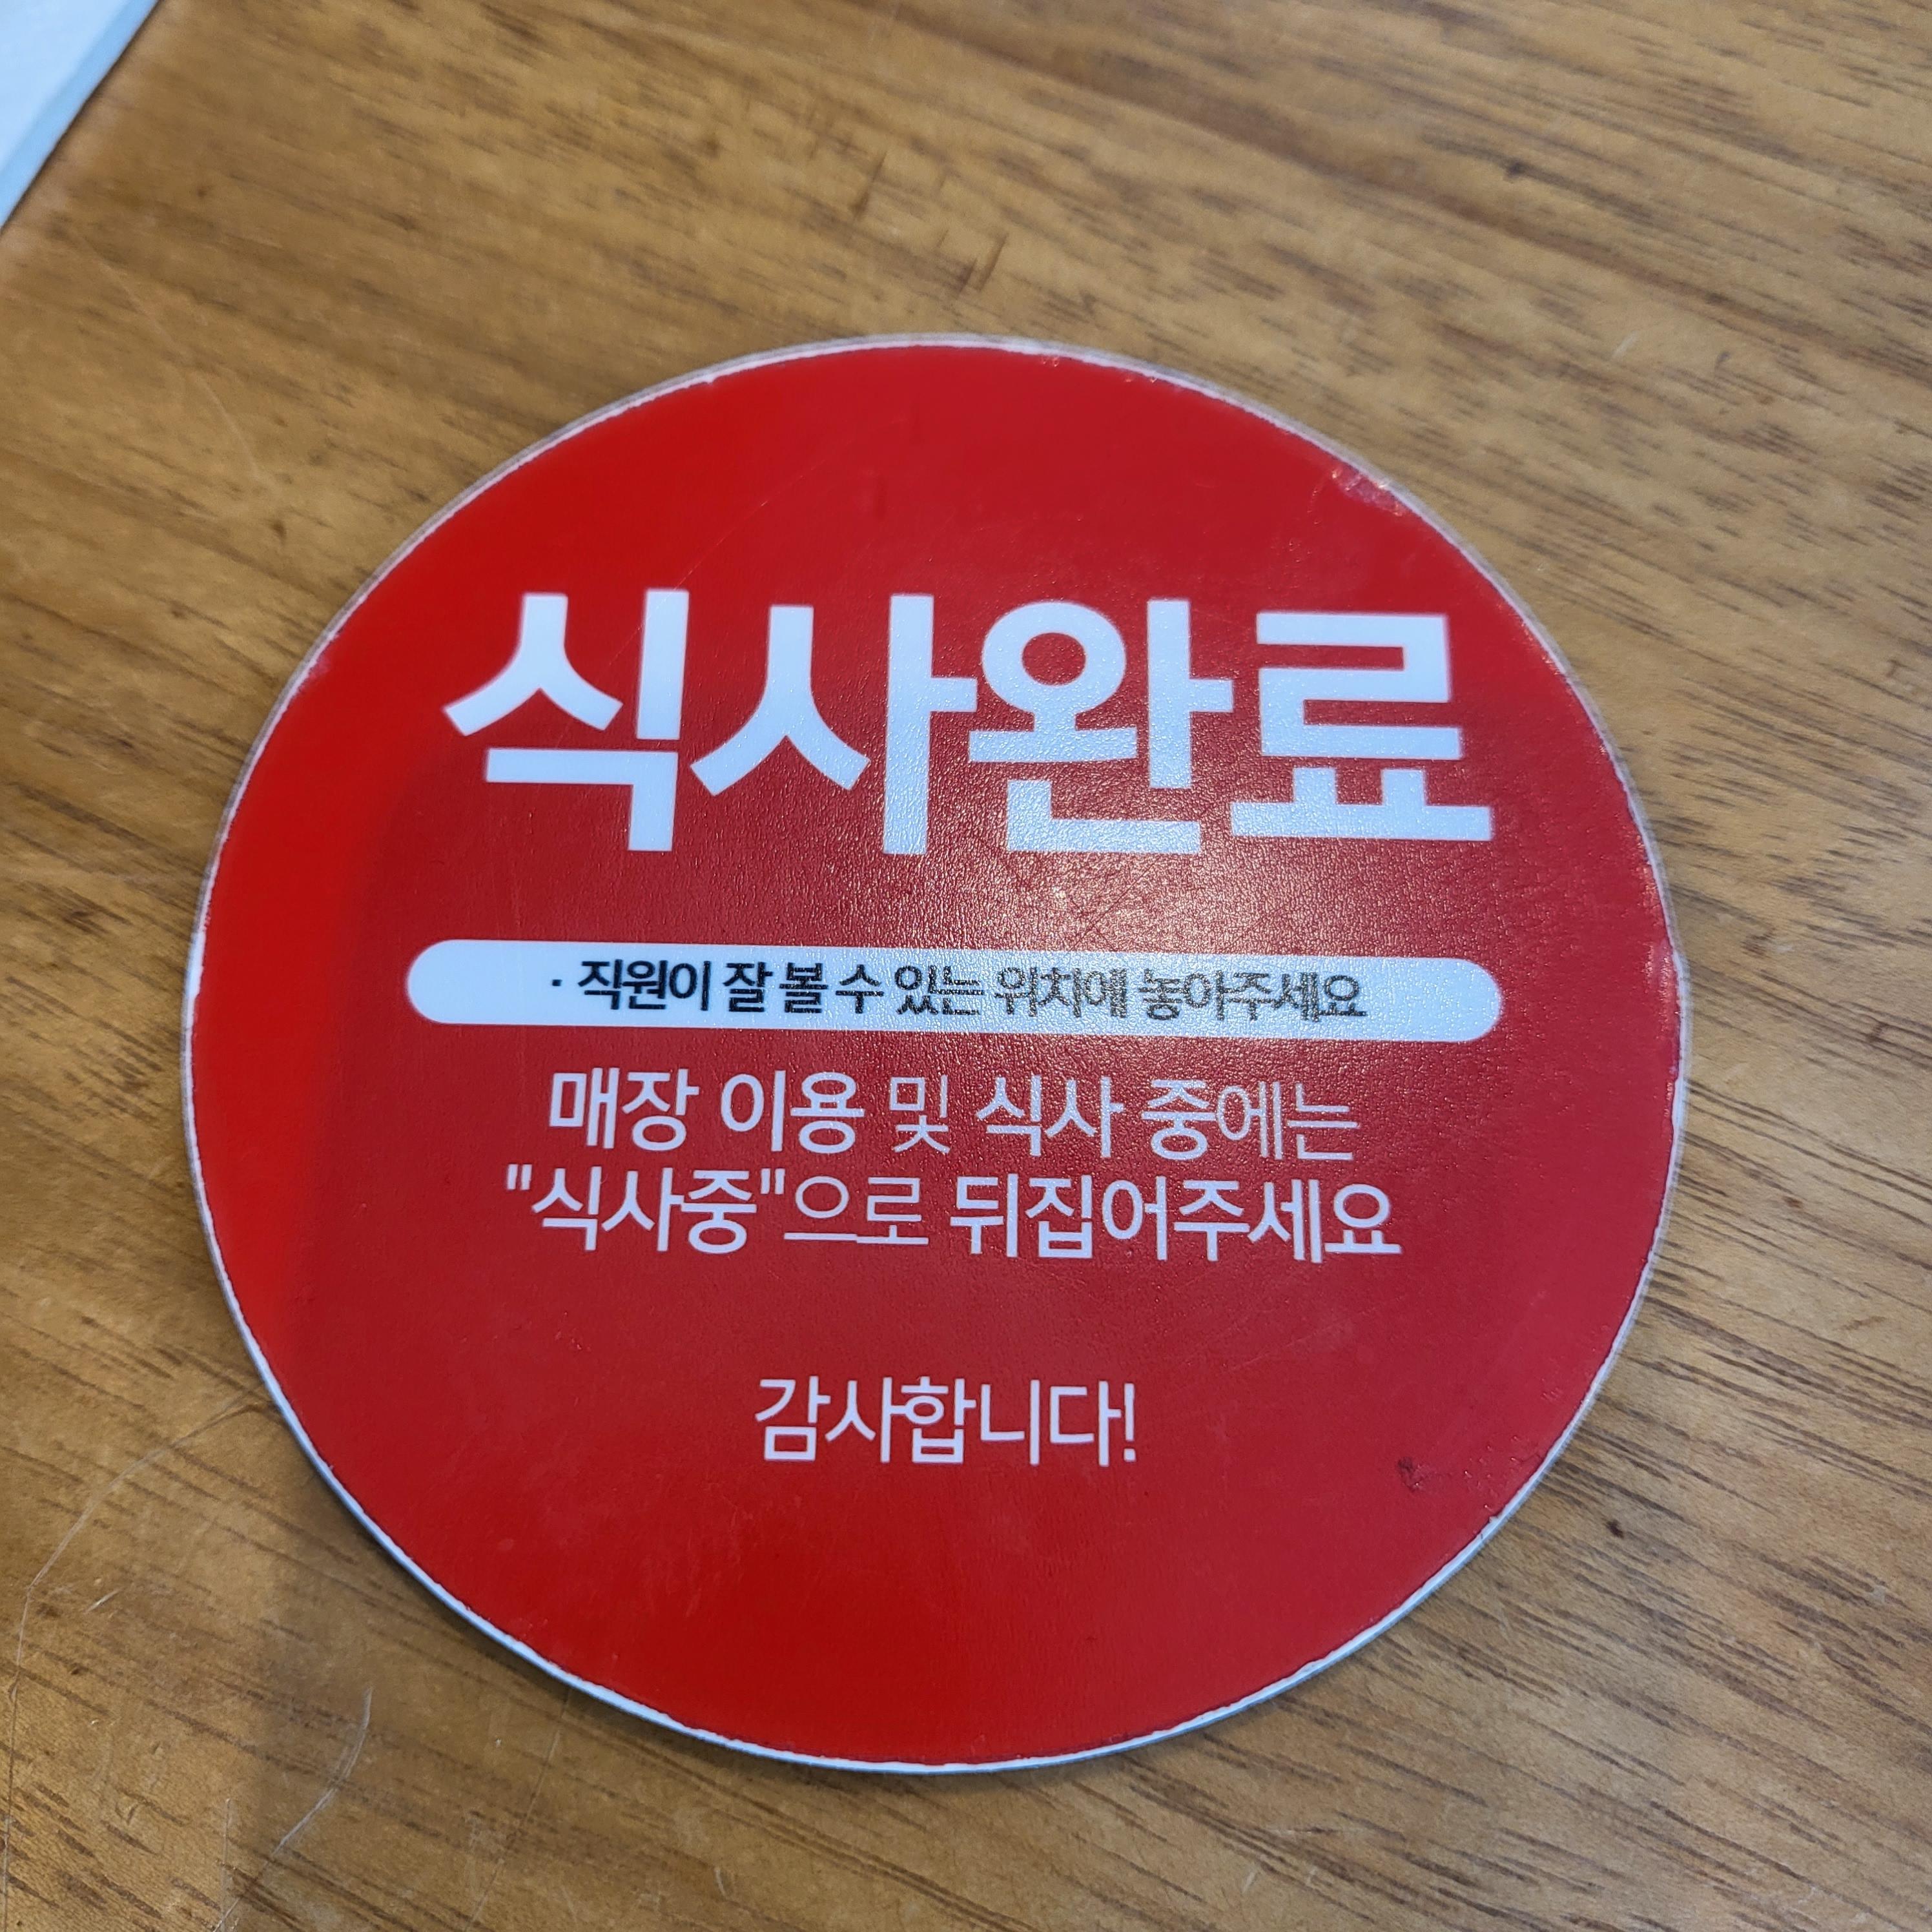 식사완료
· 직원이 잘 볼 수 있는 위치에 놓아주세요
매장 이용 및 식사 중에는
"식사중"으로 뒤집어주세요
감사합니다!